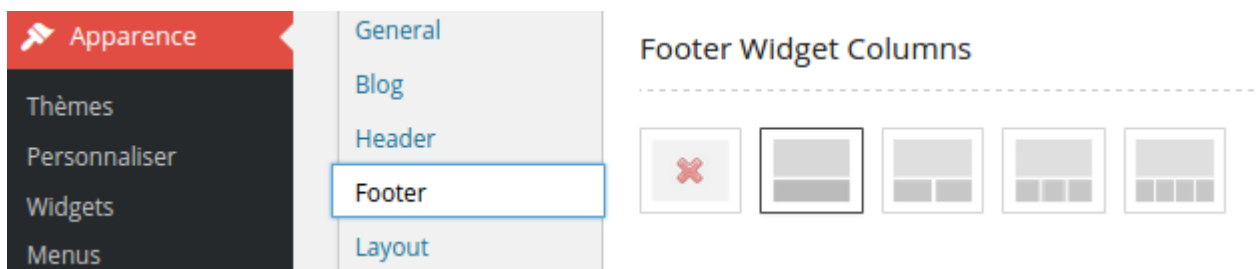 Apparence
Thèmes
Personnaliser
Widgets
Menus
General
Blog
Header
Footer
Layout
Footer Widget Columns